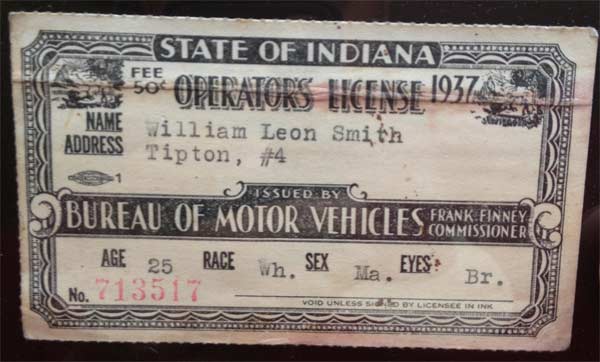 STATE OF INDIANA
FEE 50¢ OPERATOR'S LICENSE 1937
NAME William Leon Smith
ADDRESS Tipton, #4
1
ISSUED BY
BUREAU OF MOTOR VEHICLES FRANK FINNEY COMMISSIONER
AGE 25 RACE Wh. SEX Ma. EYES Br.
No. 713517
VOID UNLESS SIGNED BY LICENSEE IN INK